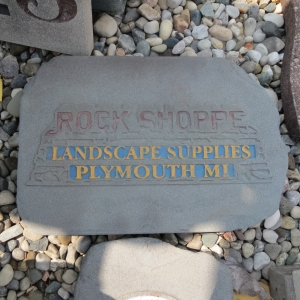 ROCK SHOPPE
LANDSCAPE SUPPLIES
PLYMOUTH MI